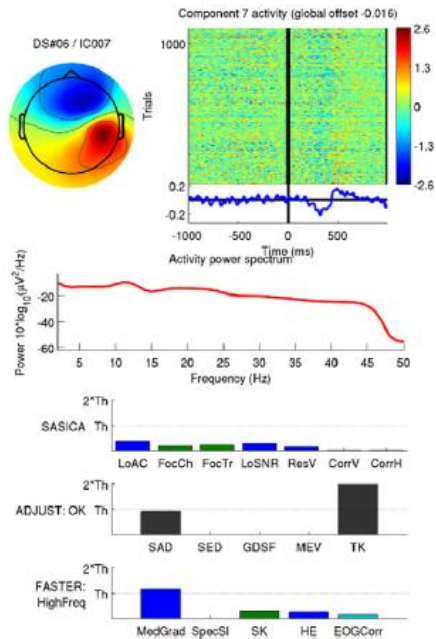 Component 7 activity (global offset -0.016)
DS#06 / IC007
1000
Trials
2.6
1.3
0
-1.3
-2.6
0.2
-0.2
-1000 -500 0 500
Time (ms)
Activity power spectrum
Power 10*log10(μV2/Hz)
-20
-40
-60
5 10 15 20 25 30 35 40 45 50
Frequency (Hz)
SASICA
2*Th
Th
LoAC FocCh FocTr LoSNR ResV CorrV CorrH
ADJUST: OK
2*Th
Th
SAD SED GDSF MEV TK
FASTER:
HighFreq
2*Th
Th
MedGrad SpecSl SK HE EOGCorr